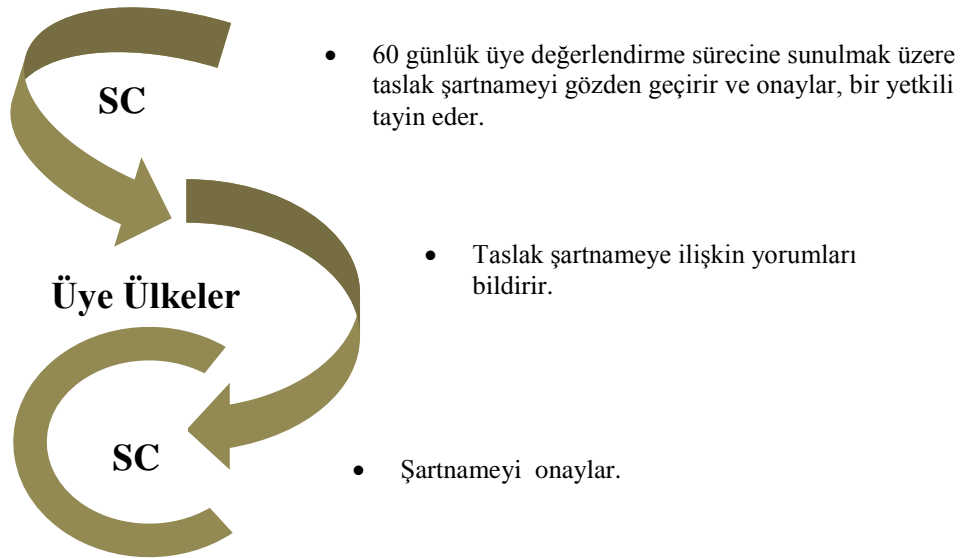 SC
• 60 günlük üye değerlendirme sürecine sunulmak üzere
taslak şartnameyi gözden geçirir ve onaylar, bir yetkili
tayin eder.
Üye Ülkeler
• Taslak şartnameye ilişkin yorumları
bildirir.
SC
• Şartnameyi onaylar.